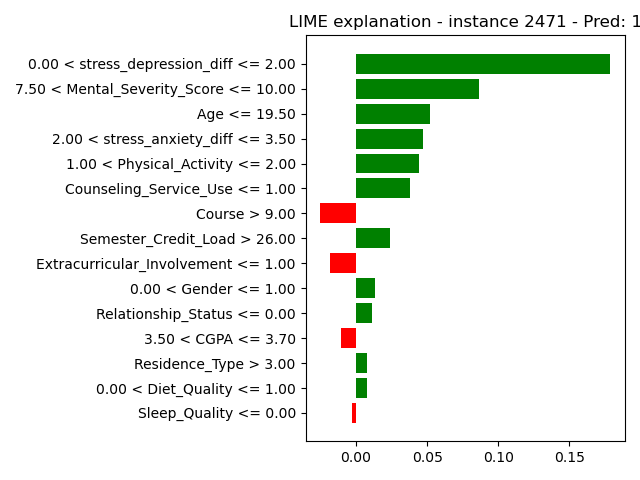 LIME explanation - instance 2471 - Pred: 1
0.00 < stress_depression_diff <= 2.00
7.50 < Mental_Severity_Score <= 10.00
Age <= 19.50
2.00 < stress_anxiety_diff <= 3.50
1.00 < Physical_Activity <= 2.00
Counseling_Service_Use <= 1.00
Course > 9.00
Semester_Credit_Load > 26.00
Extracurricular_Involvement <= 1.00
0.00 < Gender <= 1.00
Relationship_Status <= 0.00
3.50 < CGPA <= 3.70
Residence_Type > 3.00
0.00 < Diet_Quality <= 1.00
Sleep_Quality <= 0.00
0.00 0.05 0.10 0.15